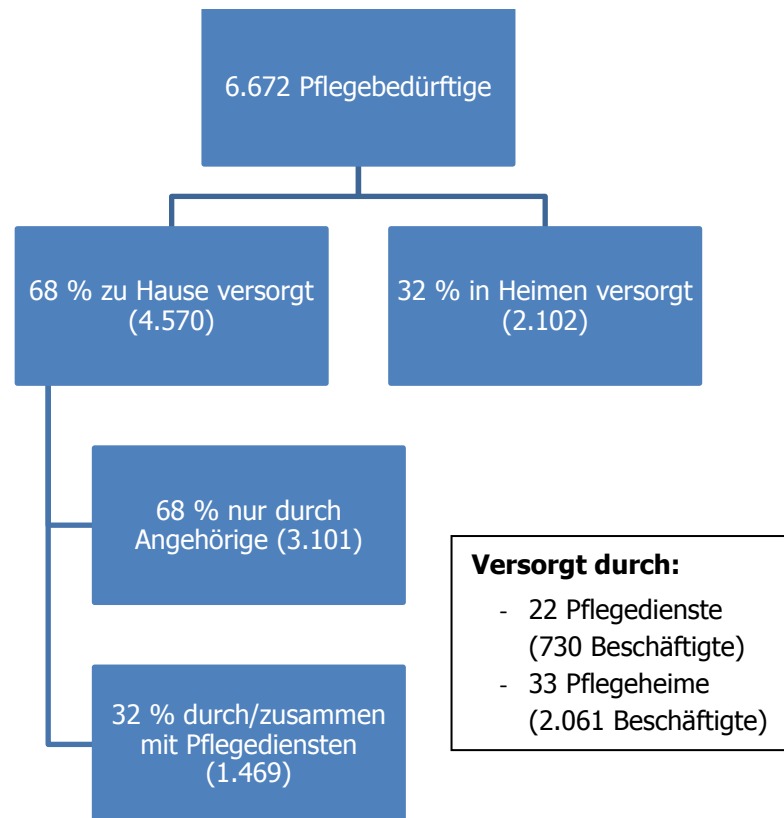 6.672 Pflegebedürftige
68 % zu Hause versorgt
(4.570)
32 % in Heimen versorgt
(2.102)
68 % nur durch
Angehörige (3.101)
32 % durch/zusammen
mit Pflegediensten
(1.469)
Versorgt durch:
- 22 Pflegedienste
(730 Beschäftigte)
- 33 Pflegeheime
(2.061 Beschäftigte)